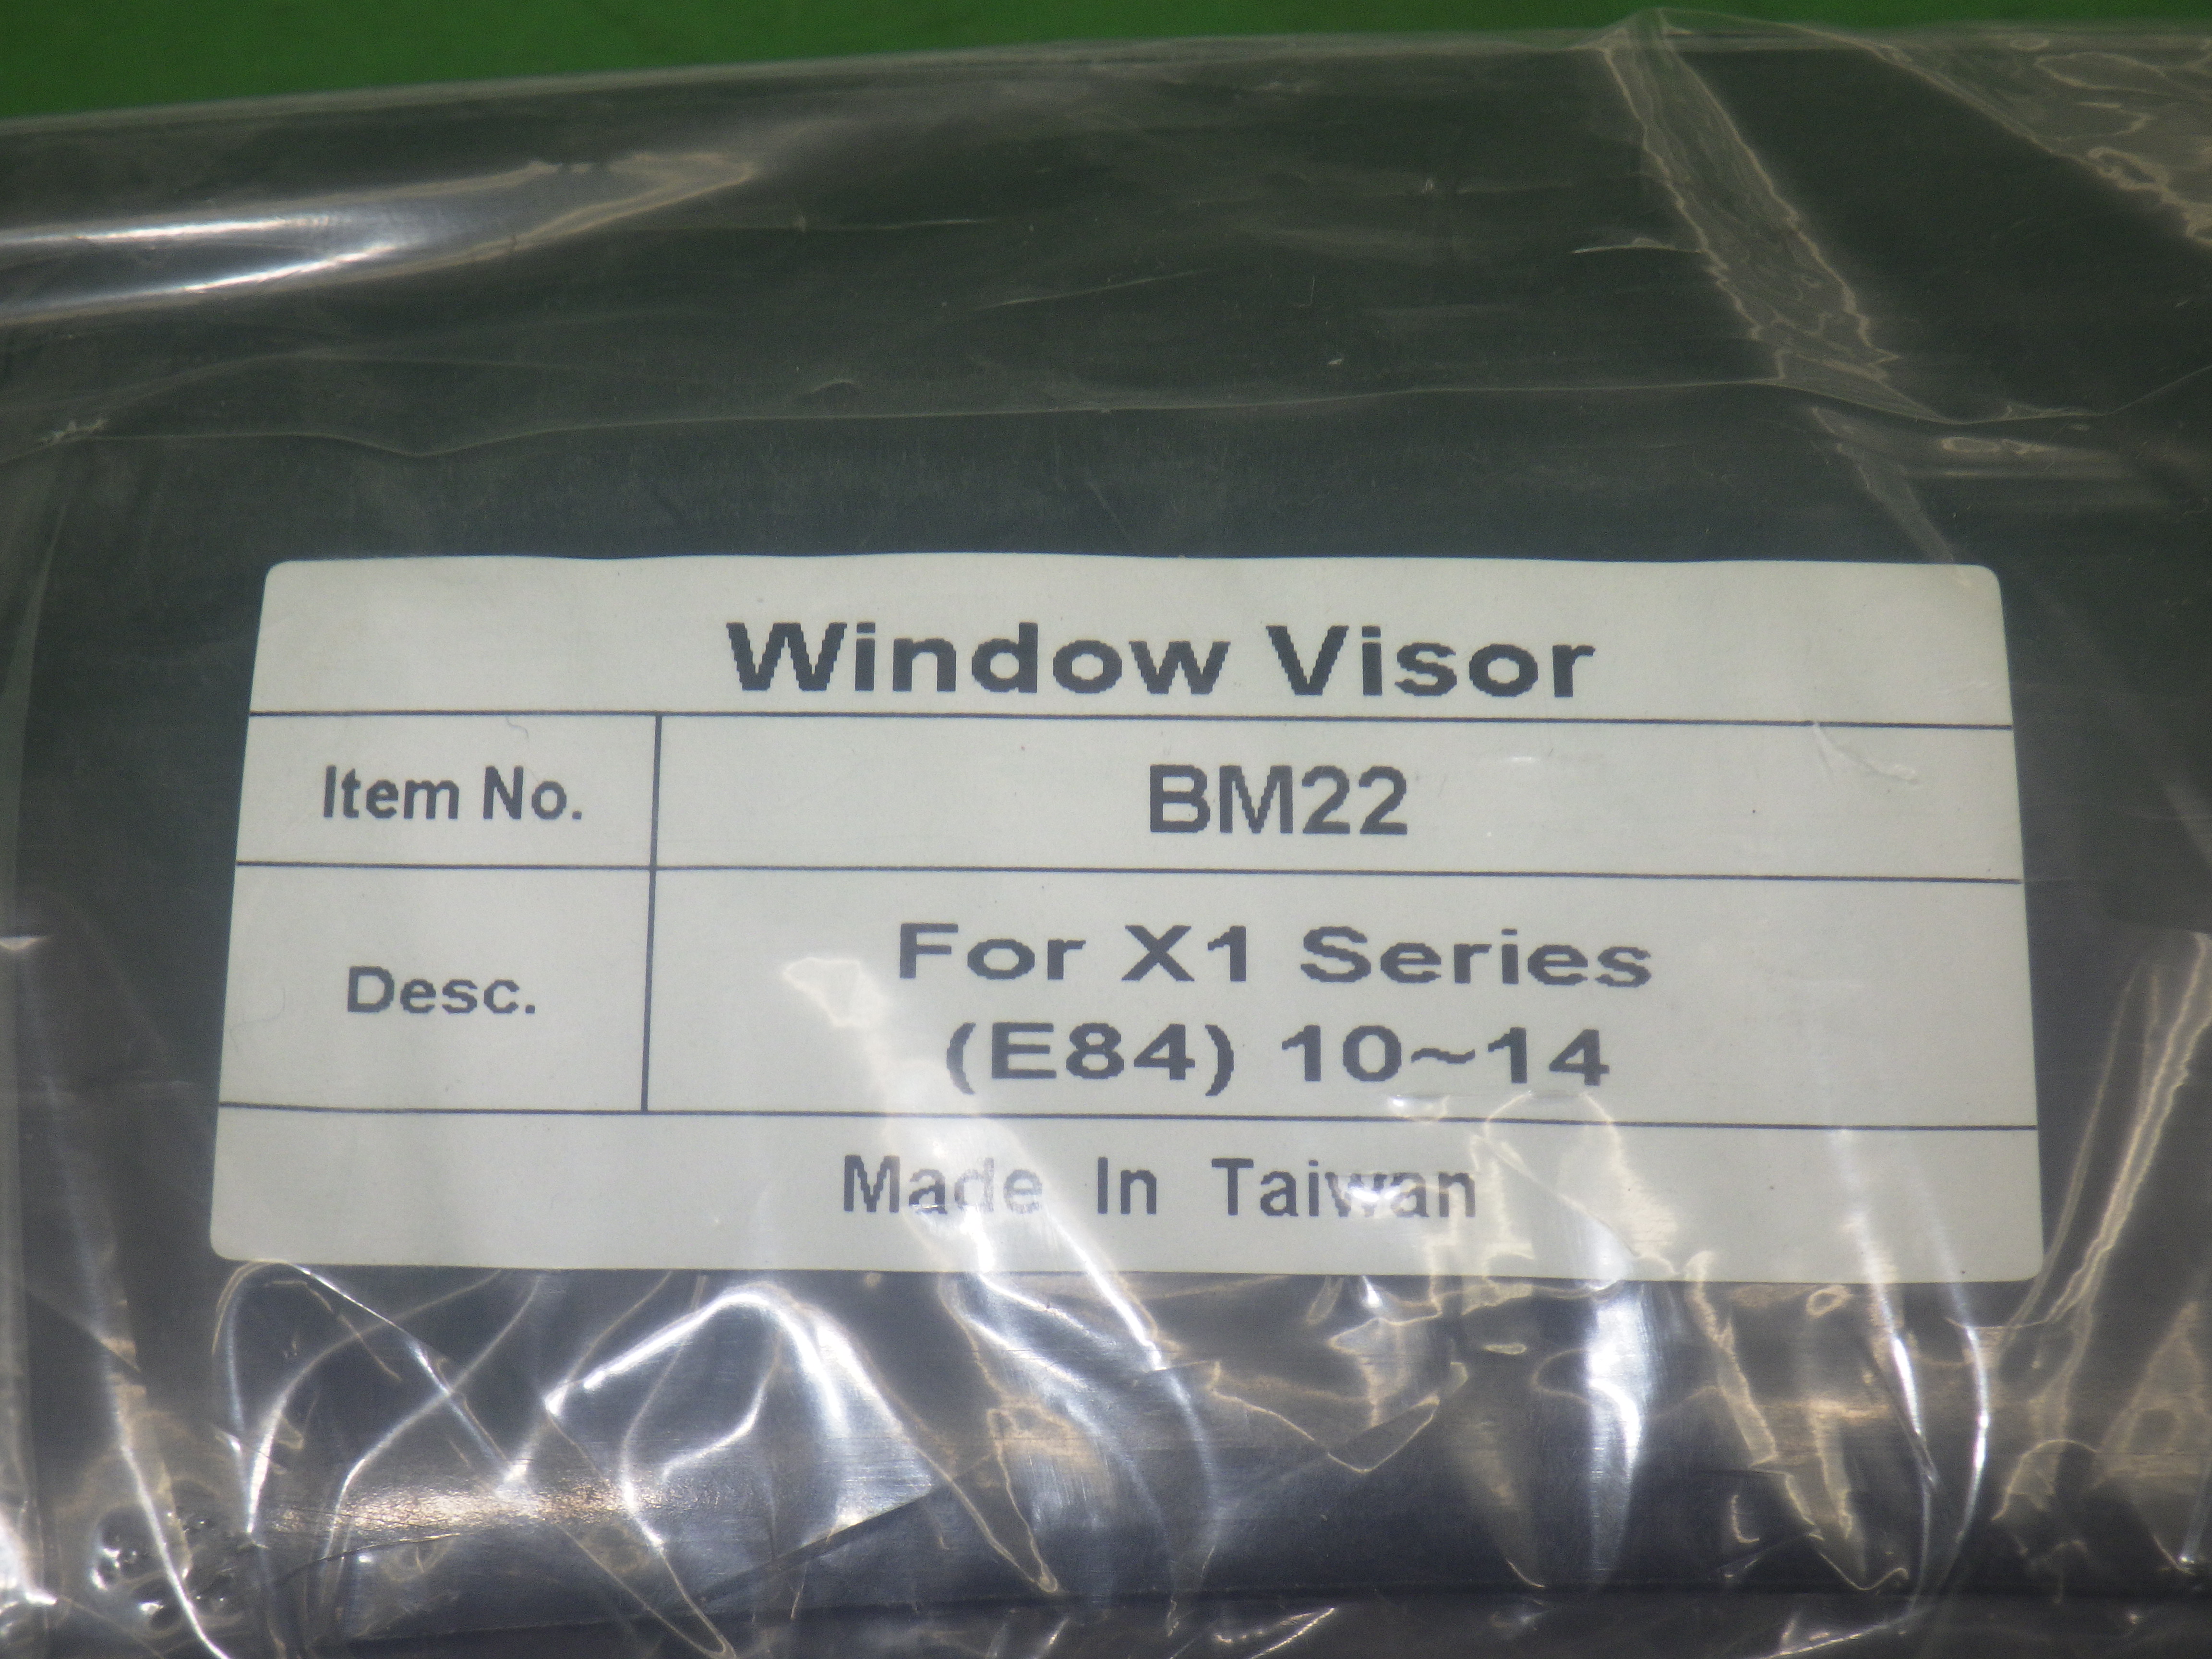 Window Visor
Item No. BM22
Desc. For X1 Series
(E84) 10~14
Made In Taiwan